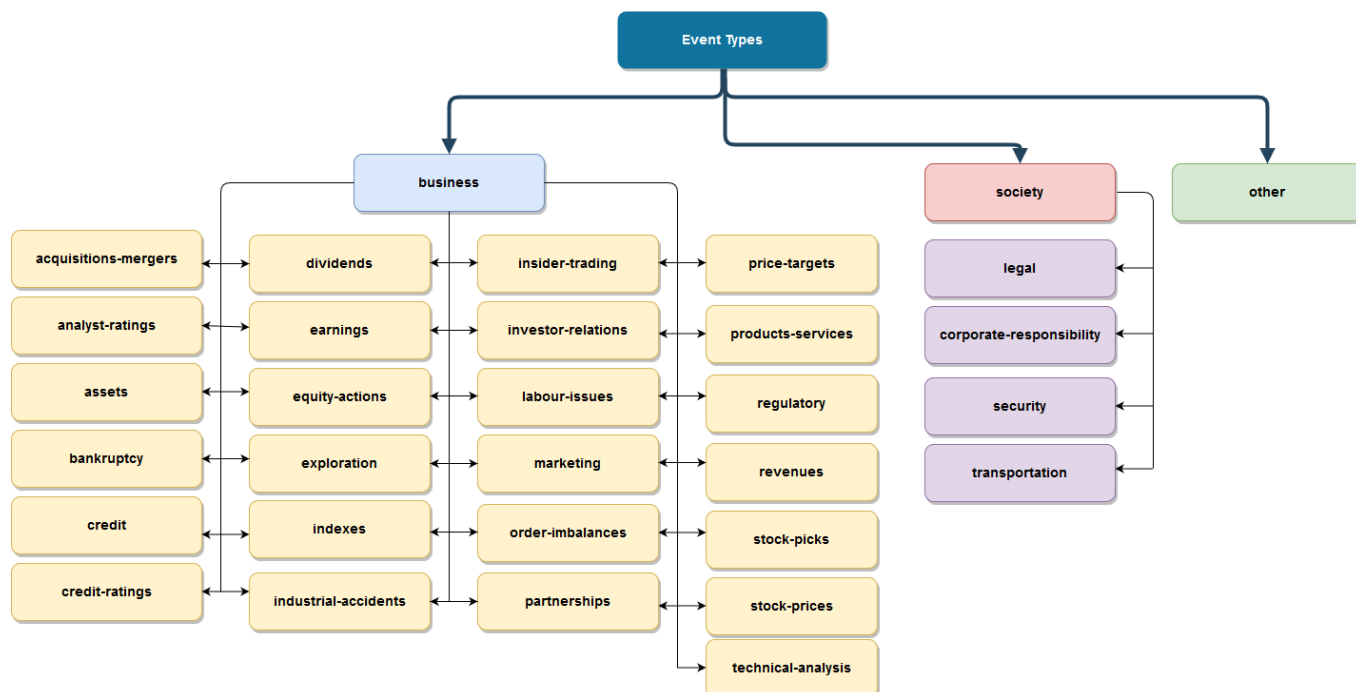 Event Types
business
society
other
acquisitions-mergers
dividends
insider-trading
price-targets
legal
analyst-ratings
earnings
investor-relations
products-services
corporate-responsibility
assets
equity-actions
labour-issues
regulatory
security
bankruptcy
exploration
marketing
revenues
transportation
credit
indexes
order-imbalances
stock-picks
credit-ratings
industrial-accidents
partnerships
stock-prices
technical-analysis